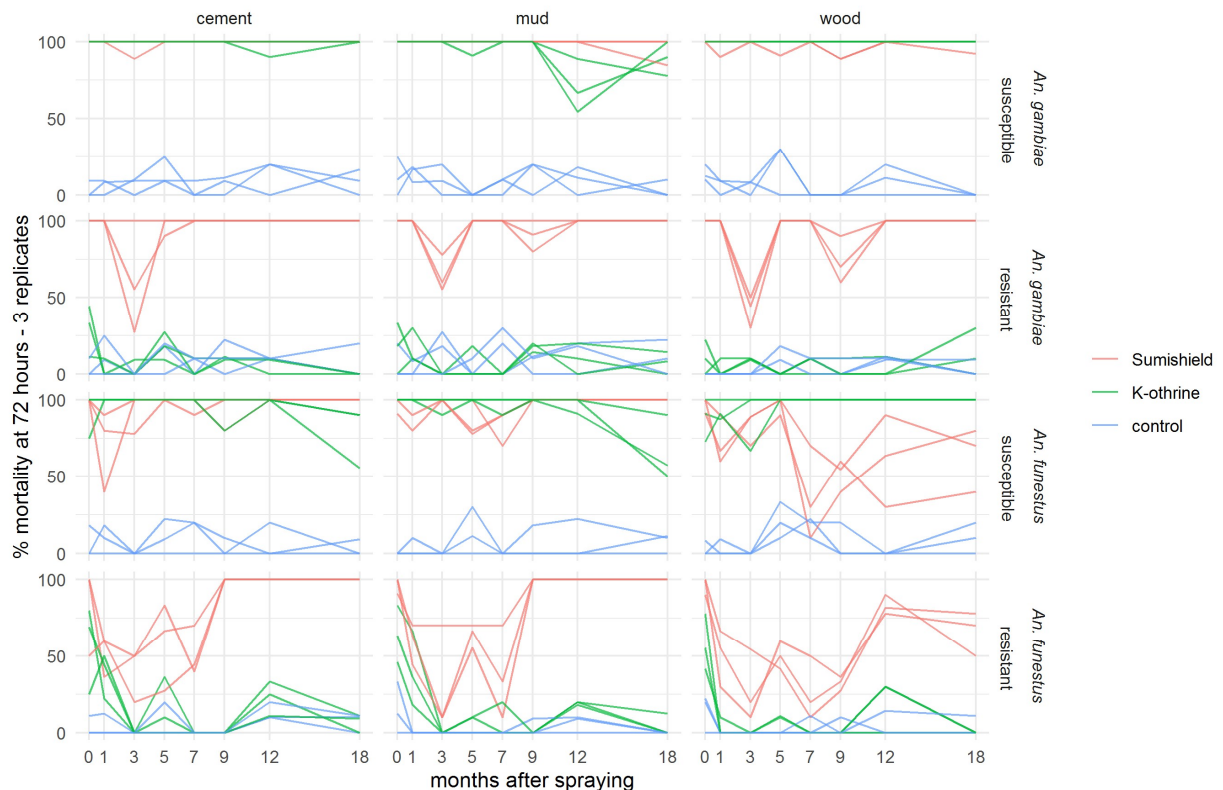 cement mud wood
100
50
0
An. gambiae
susceptible
100
50
0
An. gambiae
resistant
100
50
0
An. funestus
susceptible
100
50
0
An. funestus
resistant
0 1 3 5 7 9 12 18 0 1 3 5 7 9 12 18 0 1 3 5 7 9 12 18
months after spraying
% mortality at 72 hours - 3 replicates
Sumishield
K-othrine
control